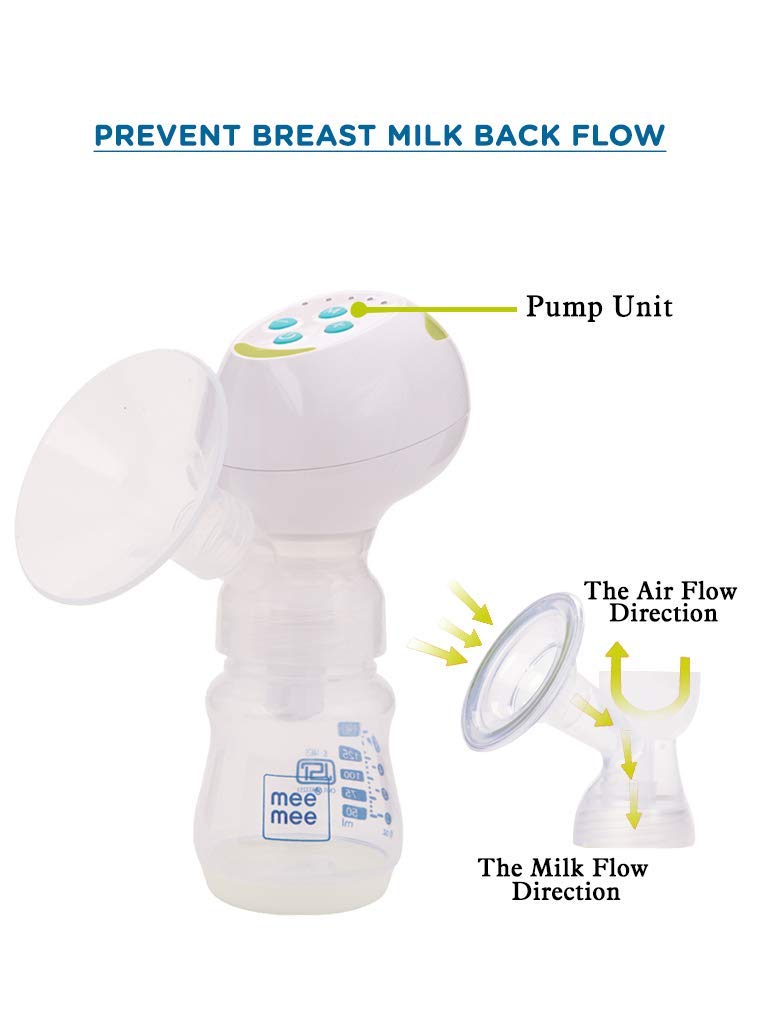 PREVENT BREAST MILK BACK FLOW
Pump Unit
The Air Flow
Direction
125
100
75
50
ml
mee
mee
The Milk Flow
Direction